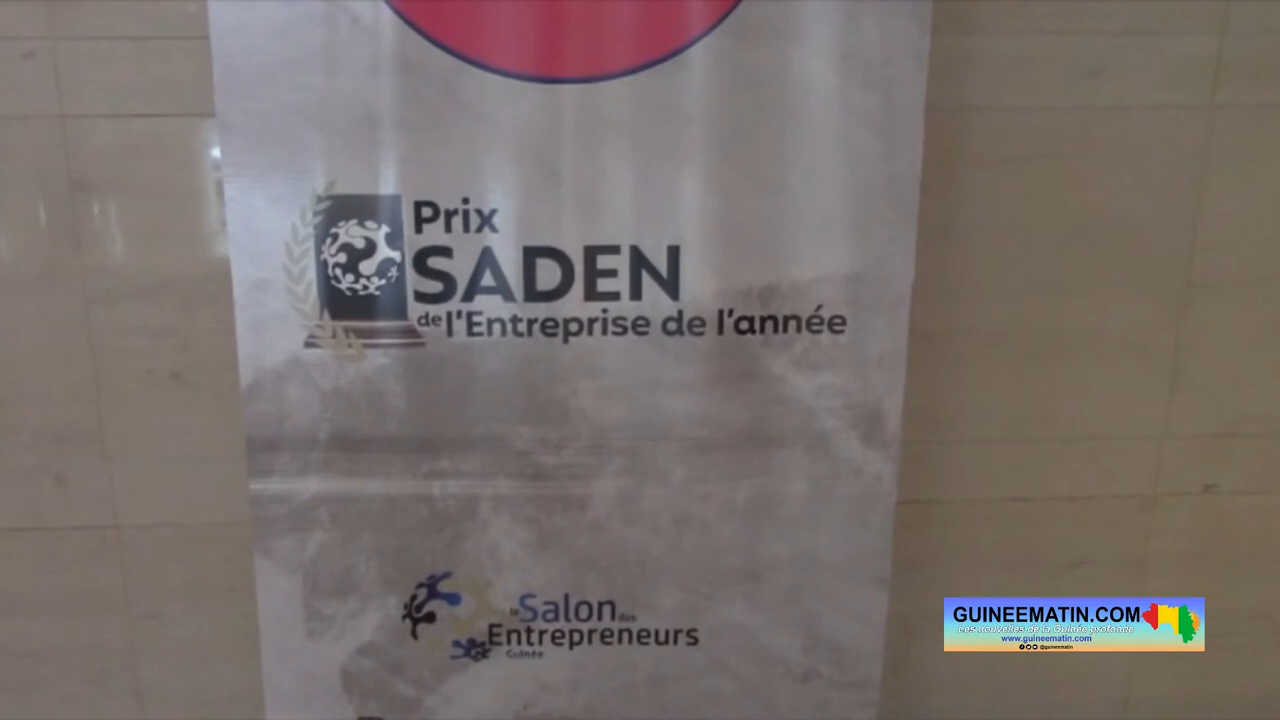 Prix
SADEN
de l'Entreprise de l'année
le Salon des
Entrepreneurs
Guinée
GUINEEMATIN.COM
Les nouvelles de la Guinée profonde
www.guineematin.com
@guineematin